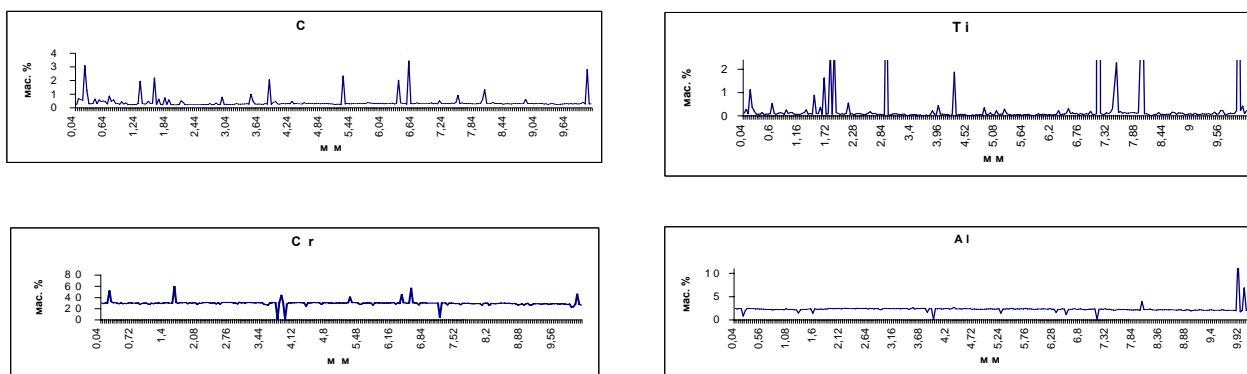 C
мас. %
4
3
2
1
0
0,04 0,64 1,24 1,84 2,44 3,04 3,64 4,24 4,84 5,44 6,04 6,64 7,24 7,84 8,44 9,04 9,64
мм
Ti
мас. %
2
1
0
0,04 0,6 1,16 1,72 2,28 2,84 3,4 3,96 4,52 5,08 5,64 6,2 6,76 7,32 7,88 8,44 9 9,56
мм
Cr
мас. %
80
60
40
20
0
0,04 0,72 1,4 2,08 2,76 3,44 4,12 4,8 5,48 6,16 6,84 7,52 8,2 8,88 9,56
мм
Al
мас. %
10
5
0
0,04 0,56 1,08 1,6 2,12 2,64 3,16 3,68 4,2 4,72 5,24 5,76 6,28 6,8 7,32 7,84 8,36 8,88 9,4 9,92
мм